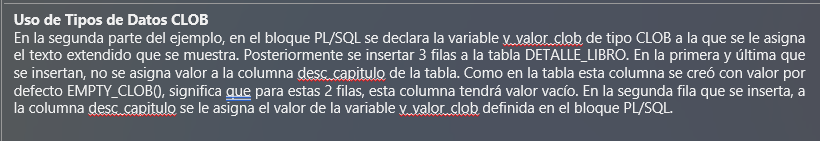 Uso de Tipos de Datos CLOB
En la segunda parte del ejemplo, en el bloque PL/SQL se declara la variable v_valor_clob de tipo CLOB a la que se le asigna
el texto extendido que se muestra. Posteriormente se insertar 3 filas a la tabla DETALLE_LIBRO. En la primera y última que
se insertan, no se asigna valor a la columna desc_capitulo de la tabla. Como en la tabla esta columna se creó con valor por
defecto EMPTY_CLOB(), significa que para estas 2 filas, esta columna tendrá valor vacío. En la segunda fila que se inserta, a
la columna desc_capitulo se le asigna el valor de la variable v_valor_clob definida en el bloque PL/SQL.